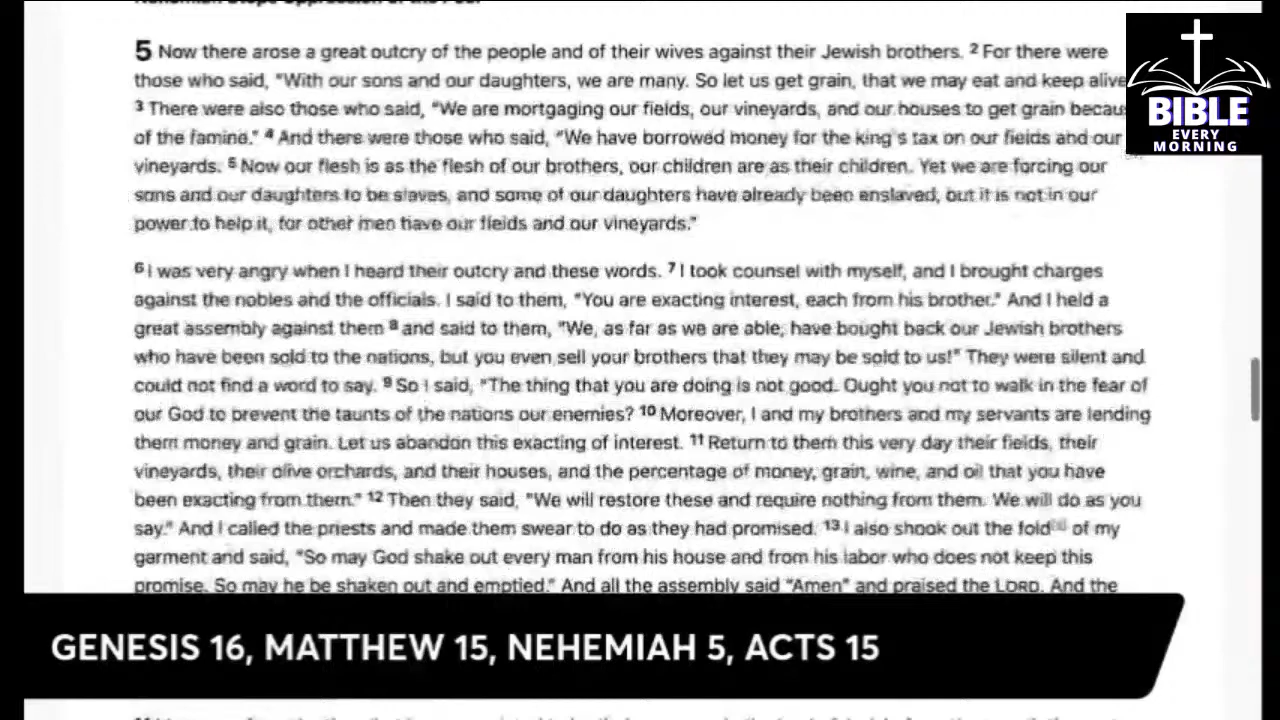 Nehemiah Stops Oppression of the Poor
5 Now there arose a great outcry of the people and of their wives against their Jewish brothers. 2 For there were
those who said, “With our sons and our daughters, we are many. So let us get grain, that we may eat and keep alive
3 There were also those who said, “We are mortgaging our fields, our vineyards, and our houses to get grain becau
of the famine.” 4 And there were those who said, “We have borrowed money for the king's tax on our fields and our
vineyards. 5 Now our flesh is as the flesh of our brothers, our children are as their children. Yet we are forcing our
sons and our daughters to be slaves, and some of our daughters have already been enslaved, but it is not in our
power to help it, for other men have our fields and our vineyards.”
6 I was very angry when I heard their outcry and these words. 7 I took counsel with myself, and I brought charges
against the nobles and the officials. I said to them, “You are exacting interest, each from his brother.” And I held a
great assembly against them 8 and said to them, “We, as far as we are able, have bought back our Jewish brothers
who have been sold to the nations, but you even sell your brothers that they may be sold to us!” They were silent and
could not find a word to say. 9 So I said, “The thing that you are doing is not good. Ought you not to walk in the fear of
our God to prevent the taunts of the nations our enemies? 10 Moreover, I and my brothers and my servants are lending
them money and grain. Let us abandon this exacting of interest. 11 Return to them this very day their fields, their
vineyards, their olive orchards, and their houses, and the percentage of money, grain, wine, and oil that you have
been exacting from them.” 12 Then they said, “We will restore these and require nothing from them. We will do as you
say.” And I called the priests and made them swear to do as they had promised. 13 I also shook out the fold of my
garment and said, “So may God shake out every man from his house and from his labor who does not keep this
promise. So may he be shaken out and emptied.” And all the assembly said “Amen” and praised the LORD. And the
BIBLE
EVERY
MORNING
GENESIS 16, MATTHEW 15, NEHEMIAH 5, ACTS 15